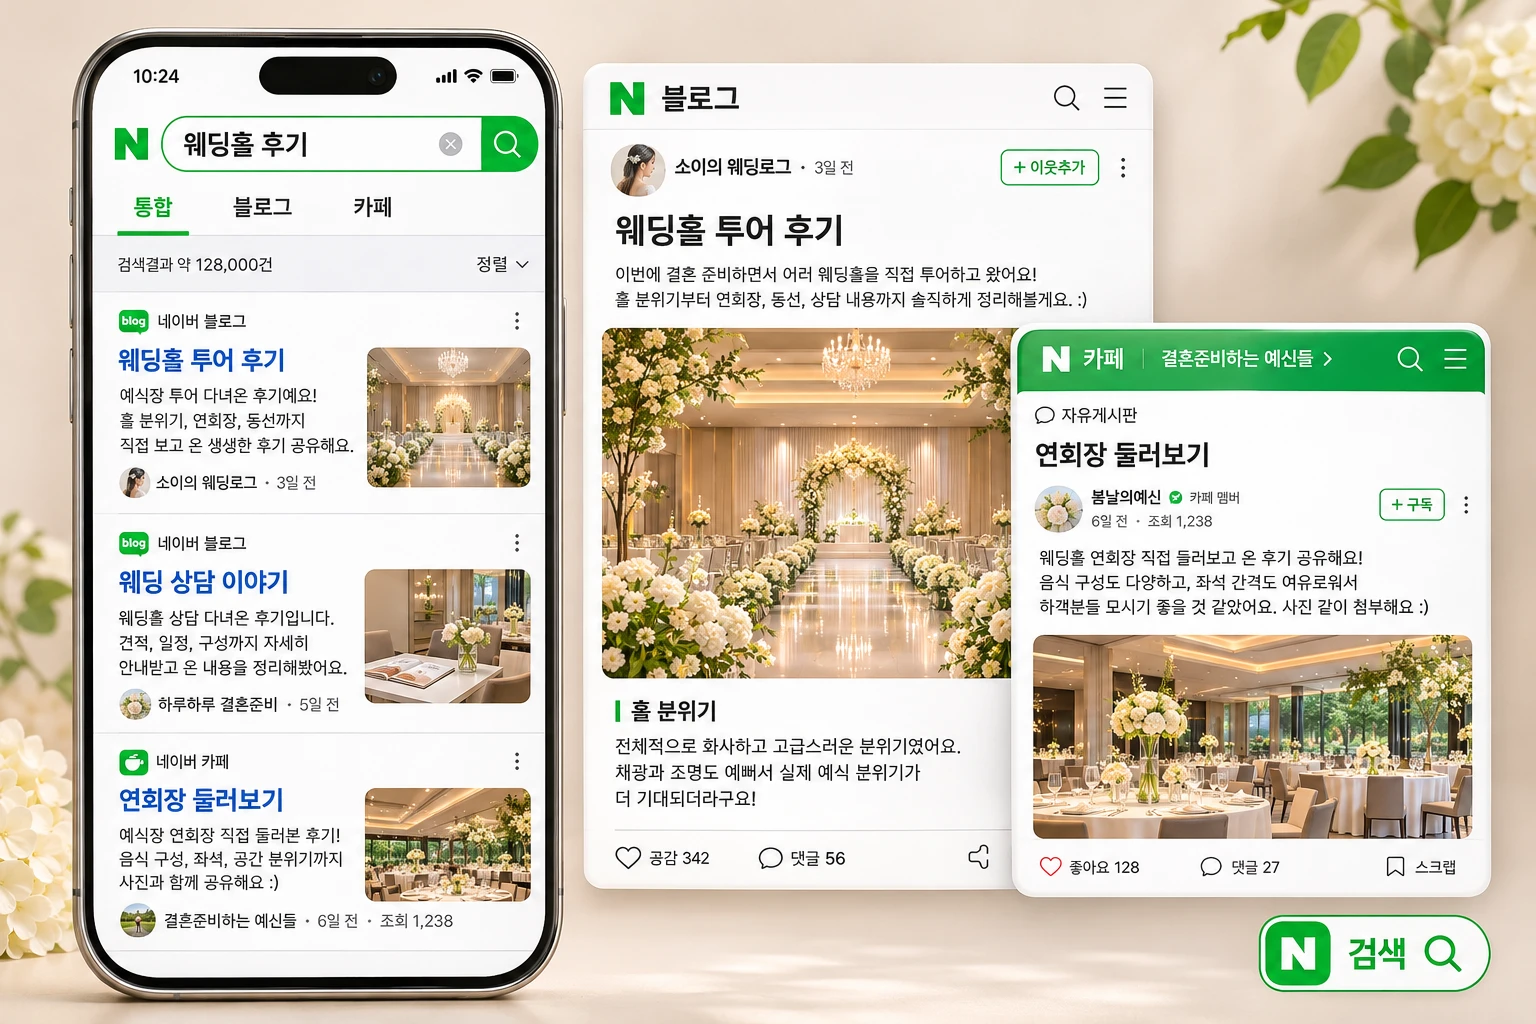 10:24
N 웨딩홀 후기
통합 블로그 카페
검색결과 약 128,000건 정렬
blog 네이버 블로그
웨딩홀 투어 후기
예식장 투어 다녀온 후기예요!
홀 분위기, 연회장, 동선까지
직접 보고 온 생생한 후기 공유해요.
소이의 웨딩로그 · 3일 전
blog 네이버 블로그
웨딩 상담 이야기
웨딩홀 상담 다녀온 후기입니다.
견적, 일정, 구성까지 자세히
안내받고 온 내용을 정리해봤어요.
하루하루 결혼준비 · 5일 전
네이버 카페
연회장 둘러보기
예식장 연회장 직접 둘러본 후기!
음식 구성, 좌석, 공간 분위기까지
사진과 함께 공유해요 :)
결혼준비하는 예신들 · 6일 전 · 조회 1,238
N 블로그
소이의 웨딩로그 · 3일 전 + 이웃추가
웨딩홀 투어 후기
이번에 결혼 준비하면서 어러 웨딩홀을 직접 투어하고 왔어요!
홀 분위기부터 연회장, 동선, 상담 내용까지 솔직하게 정리해볼게요. :)
홀 분위기
전체적으로 화사하고 고급스러운 분위기였어요.
채광과 조명도 예뻐서 실제 예식 분위기가
더 기대되더라구요!
공감 342 댓글 56
N 카페 결혼준비하는 예신들 >
자유게시판
연회장 둘러보기
봄날의예신 카페 멤버 + 구독
6일 전 · 조회 1,238
웨딩홀 연회장 직접 둘러보고 온 후기 공유해요!
음식 구성도 다양하고, 좌석 간격도 여유로워서
하객분들 모시기 좋을 것 같았어요. 사진 같이 첨부해요 :)
좋아요 128 댓글 27 스크랩
N 검색